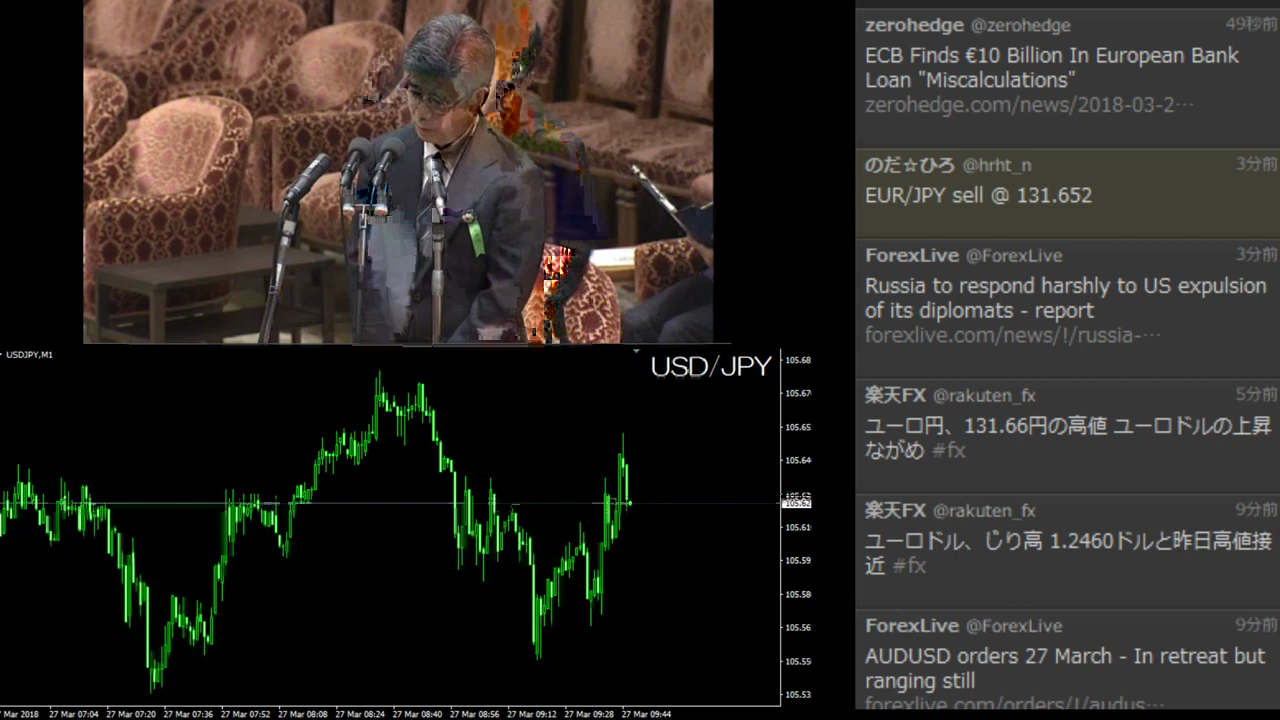 USDJPY,M1
USD/JPY
105.68
105.67
105.65
105.64
105.62
105.61
105.59
105.58
105.56
105.55
105.53
Mar 2018
27 Mar 07:04
27 Mar 07:20
27 Mar 07:36
27 Mar 07:52
27 Mar 08:08
27 Mar 08:24
27 Mar 08:40
27 Mar 08:56
27 Mar 09:12
27 Mar 09:28
27 Mar 09:44
zerohedge @zerohedge 49秒前
ECB Finds €10 Billion In European Bank
Loan "Miscalculations"
zerohedge.com/news/2018-03-2…
のだ☆ひろ @hrht_n 3分前
EUR/JPY sell @ 131.652
ForexLive @ForexLive 3分前
Russia to respond harshly to US expulsion
of its diplomats - report
forexlive.com/news/!/russia-…
楽天FX @rakuten_fx 5分前
ユーロ円、131.66円の高値 ユーロドルの上昇
ながめ #fx
楽天FX @rakuten_fx 9分前
ユーロドル、じり高 1.2460ドルと昨日高値接
近 #fx
ForexLive @ForexLive 9分前
AUDUSD orders 27 March - In retreat but
ranging still
forexlive.com/orders/!/audus…